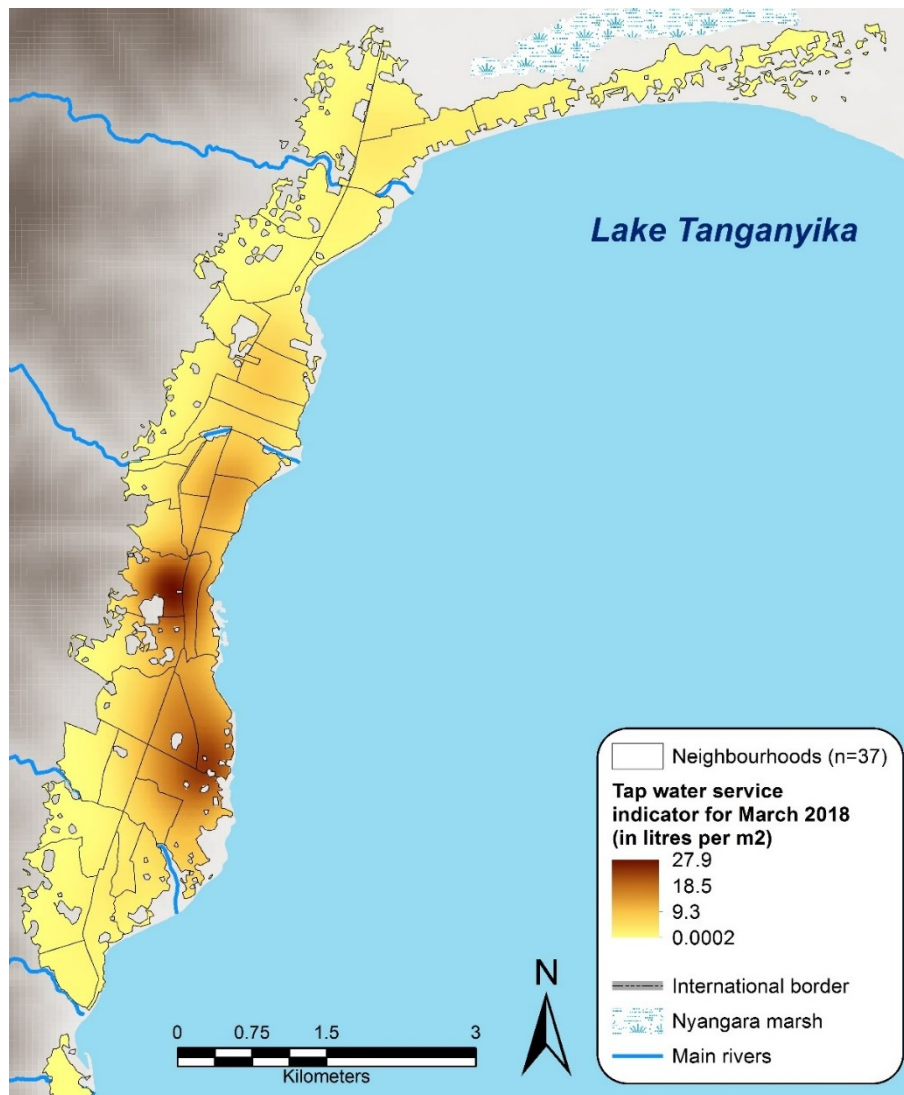 Lake Tanganyika
Neighbourhoods (n=37)
Tap water service
indicator for March 2018
(in litres per m2)
27.9
18.5
9.3
0.0002
International border
Nyangara marsh
Main rivers
N
0 0.75 1.5 3
Kilometers